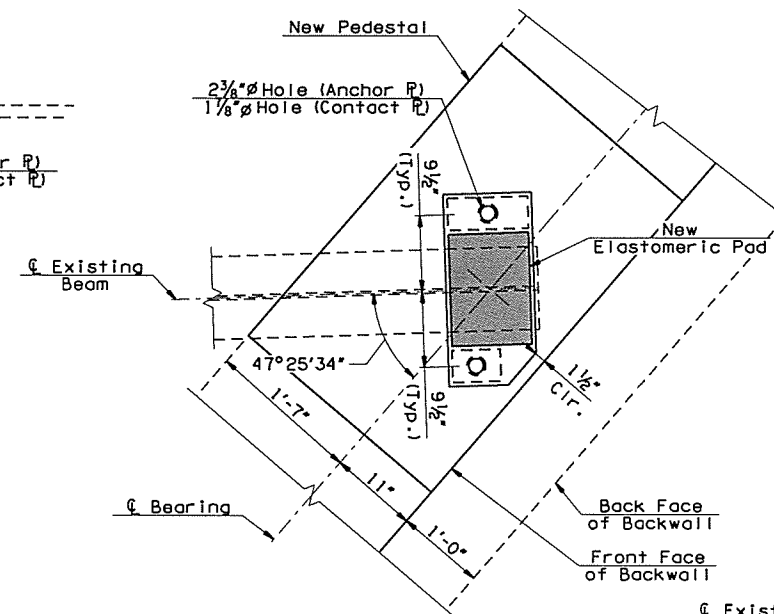 New Pedestal
2⅜"ø Hole (Anchor ⅊)
1⅛"ø Hole (Contact ⅊)
r ⅊)
ct ⅊)
9½"
(Typ.)
New
Elastomeric Pad
℄ Existing
Beam
47°25'34"
9½"
(Typ.)
1½"
Clr.
1'-7"
11"
1'-0"
℄ Bearing
Back Face
of Backwall
Front Face
of Backwall
℄ Exist